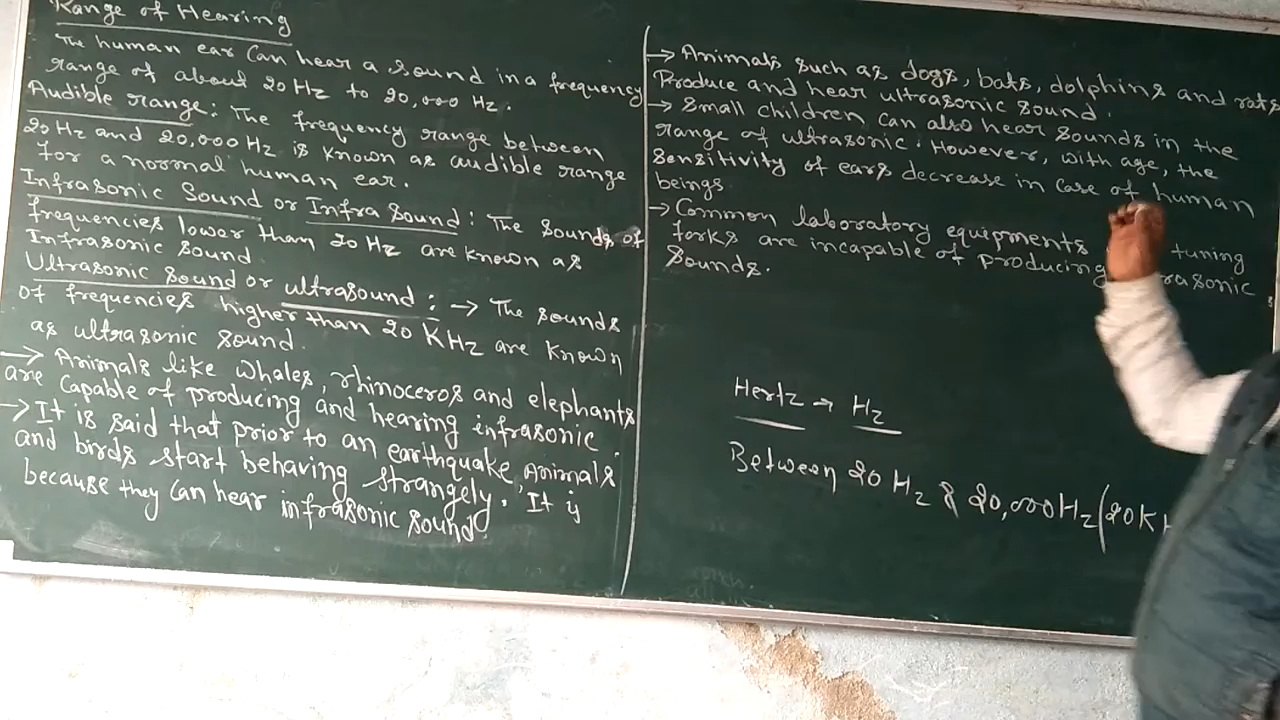 Range of Hearing
The human ear Can hear a sound in a frequency
range of about 20 Hz to 20,000 Hz.
Audible range: The frequency range between
20 Hz and 20,000 Hz is known as audible range
for a normal human ear.
Infrasonic Sound or Infra Sound: The sounds of
frequencies lower than 20 Hz are known as
Infrasonic sound.
Ultrasonic sound or ultrasound: → The sounds
of frequencies higher than 20 KHz are known
as ultrasonic sound.
→ Animals like whales, rhinoceros and elephants
are capable of producing and hearing infrasonic
→ It is said that prior to an earthquake, Animals
and birds start behaving strangely. It is
because they Can hear infrasonic sound.
→ Animals such as dogs, bats, dolphins and rats
Produce and hear ultrasonic sound.
→ Small children can also hear sounds in the
range of ultrasonic. However, with age, the
sensitivity of ears decrease in case of human
beings.
→ Common laboratory equipments tuning
forks are incapable of producing rasonic
sounds.
Hertz → Hz
Between 20 Hz & 20,000Hz (20K